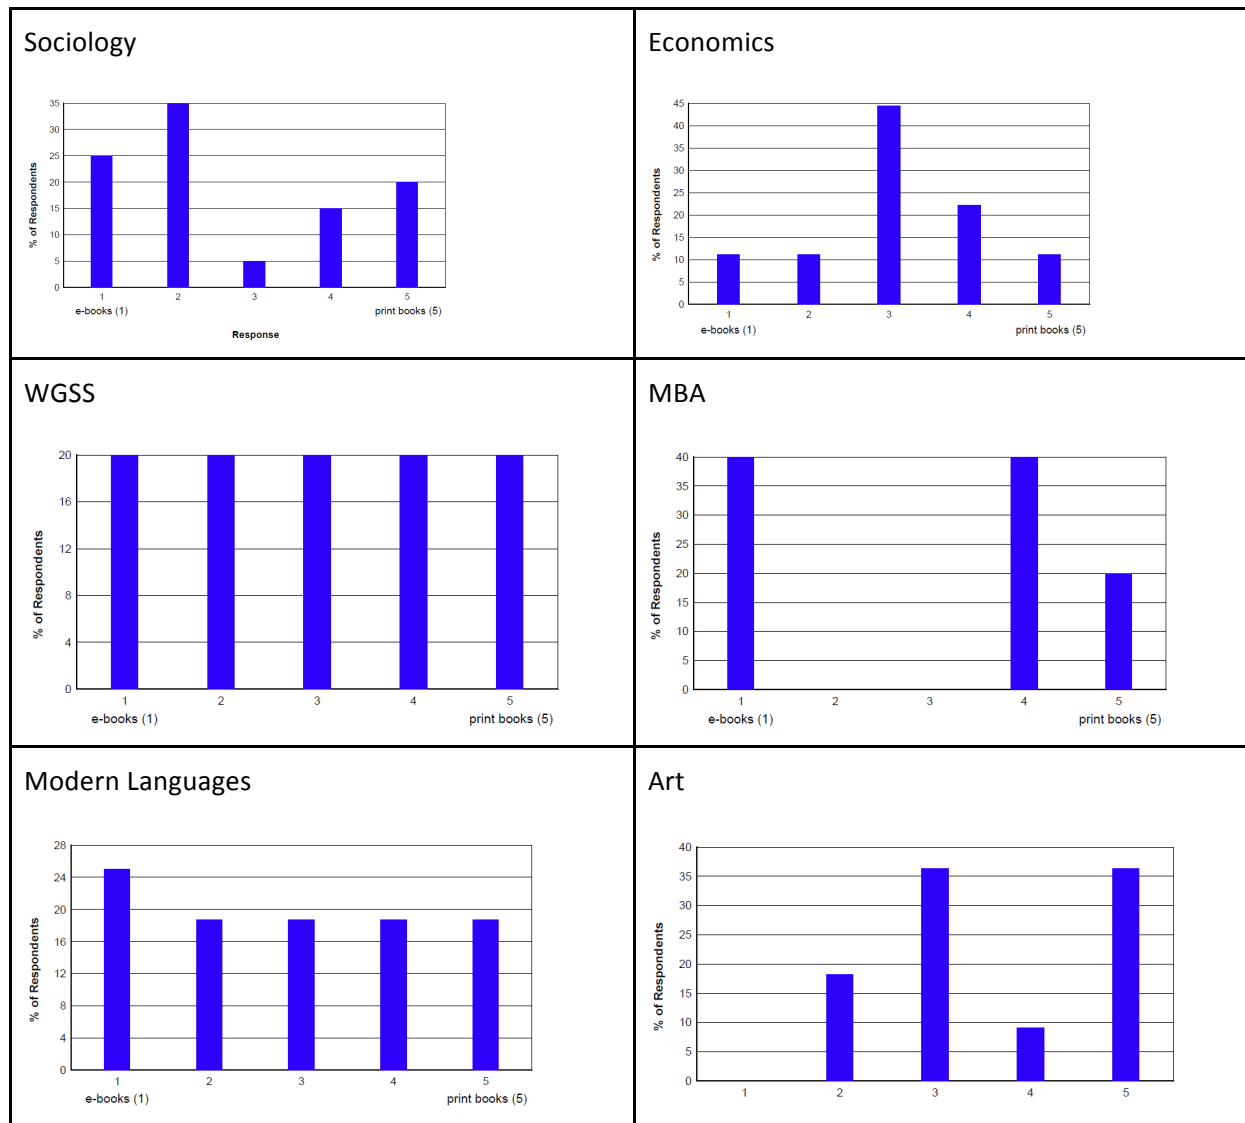 Sociology
% of Respondents
35
30
25
20
15
10
5
0
1 2 3 4 5
e-books (1) print books (5)
Response
Economics
% of Respondents
45
40
35
30
25
20
15
10
5
0
1 2 3 4 5
e-books (1) print books (5)
WGSS
% of Respondents
20
16
12
8
4
0
1 2 3 4 5
e-books (1) print books (5)
MBA
% of Respondents
40
35
30
25
20
15
10
5
0
1 2 3 4 5
e-books (1) print books (5)
Modern Languages
% of Respondents
28
24
20
16
12
8
4
0
1 2 3 4 5
e-books (1) print books (5)
Art
% of Respondents
40
35
30
25
20
15
10
5
0
1 2 3 4 5